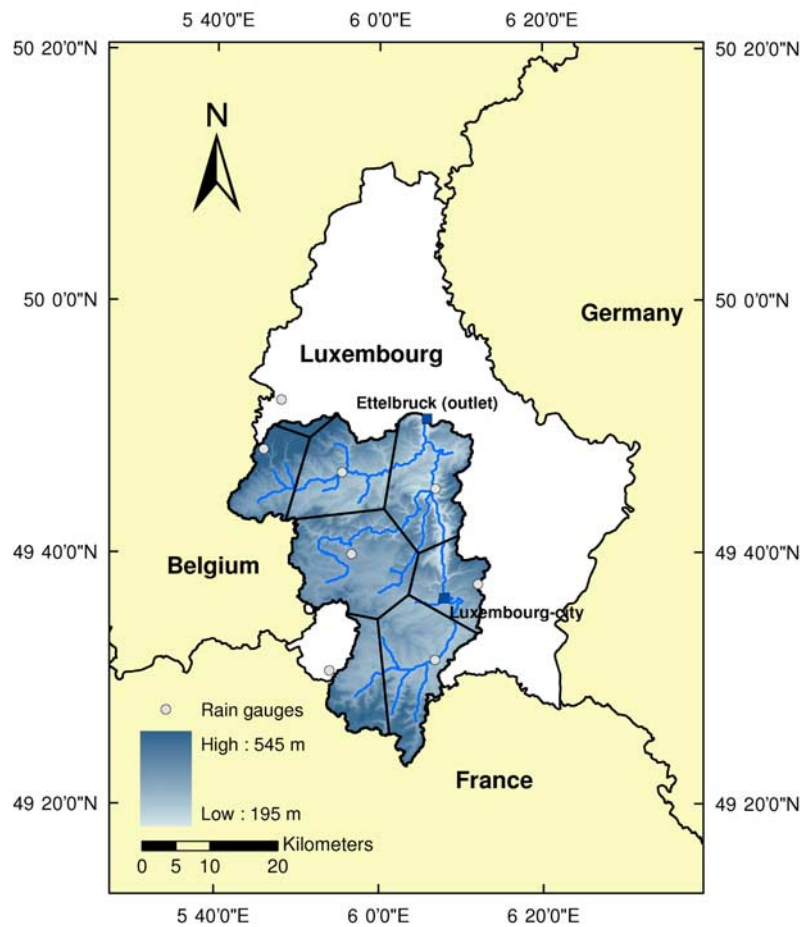 5 40'0"E 6 0'0"E 6 20'0"E
50 20'0"N 50 20'0"N
N
50 0'0"N 50 0'0"N
Germany
Luxembourg
Ettelbruck (outlet)
49 40'0"N 49 40'0"N
Belgium
Luxembourg-city
Rain gauges
High : 545 m
France
49 20'0"N 49 20'0"N
Low : 195 m
Kilometers
0 5 10 20
5 40'0"E 6 0'0"E 6 20'0"E